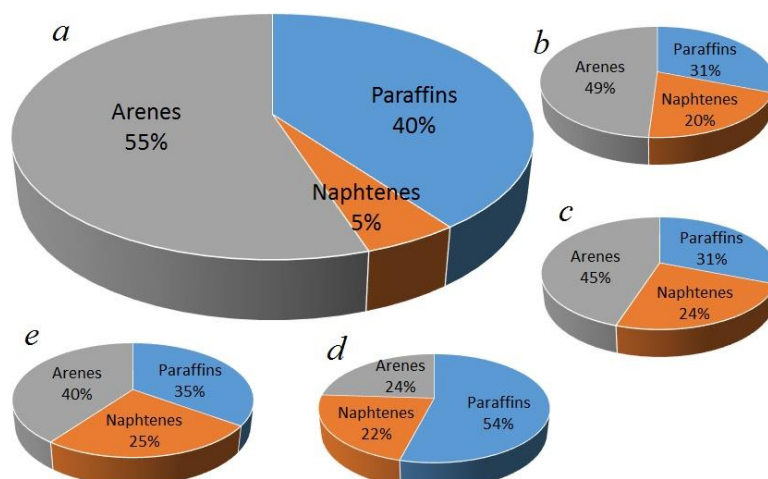 a
Arenes
55%
Paraffins
40%
Naphtenes
5%
b
Arenes
49%
Paraffins
31%
Naphtenes
20%
c
Arenes
45%
Paraffins
31%
Naphtenes
24%
e
Arenes
40%
Paraffins
35%
Naphtenes
25%
d
Arenes
24%
Naphtenes
22%
Paraffins
54%